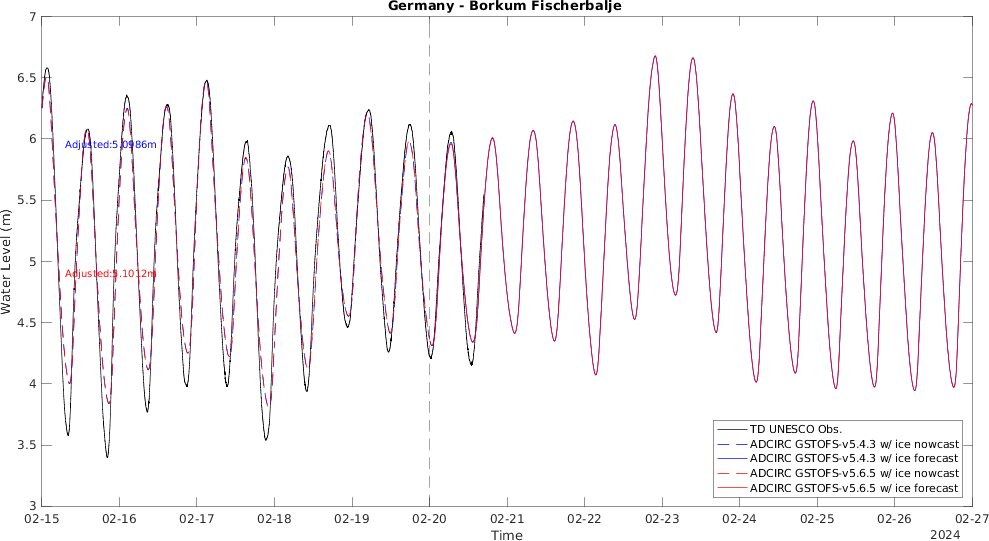 Germany - Borkum Fischerbalje
Water Level (m)
7
6.5
6
5.5
5
4.5
4
3.5
3
Adjusted:5.0986m
Adjusted:5.1012m
TD UNESCO Obs.
ADCIRC GSTOFS-v5.4.3 w/ ice nowcast
ADCIRC GSTOFS-v5.4.3 w/ ice forecast
ADCIRC GSTOFS-v5.6.5 w/ ice nowcast
ADCIRC GSTOFS-v5.6.5 w/ ice forecast
02-15 02-16 02-17 02-18 02-19 02-20 02-21 02-22 02-23 02-24 02-25 02-26 02-27
Time
2024